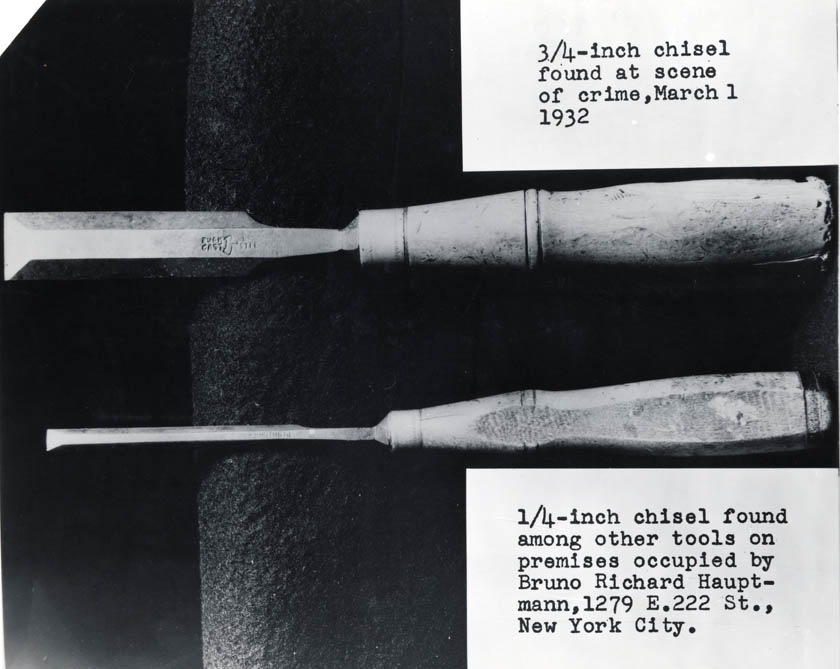 3/4-inch chisel
found at scene
of crime,March 1
1932
1/4-inch chisel found
among other tools on
premises occupied by
Bruno Richard Haupt-
mann,1279 E.222 St.,
New York City.